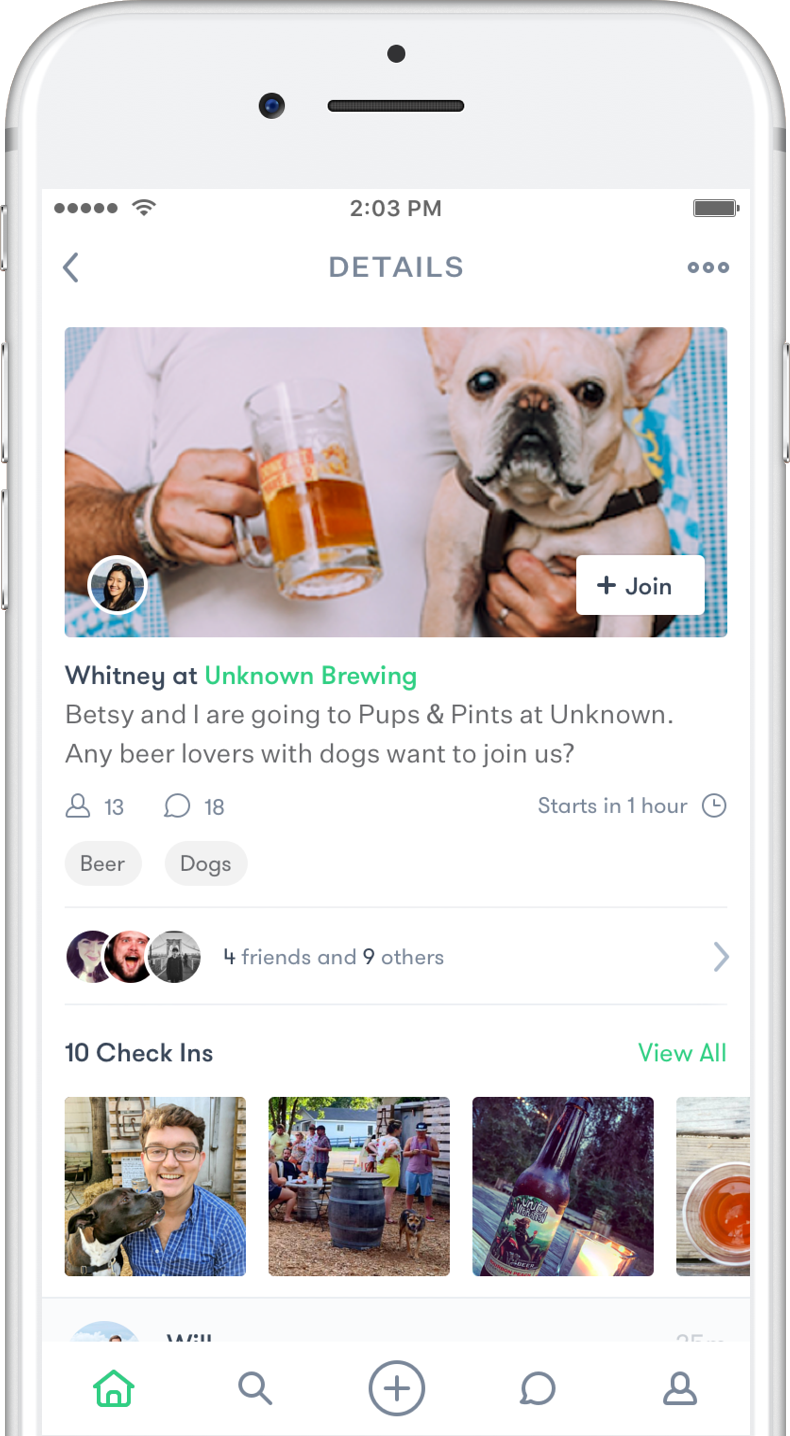 2:03 PM
DETAILS
+ Join
Whitney at Unknown Brewing
Betsy and I are going to Pups & Pints at Unknown.
Any beer lovers with dogs want to join us?
13
18
Starts in 1 hour
Beer
Dogs
4 friends and 9 others
10 Check Ins
View All
Will